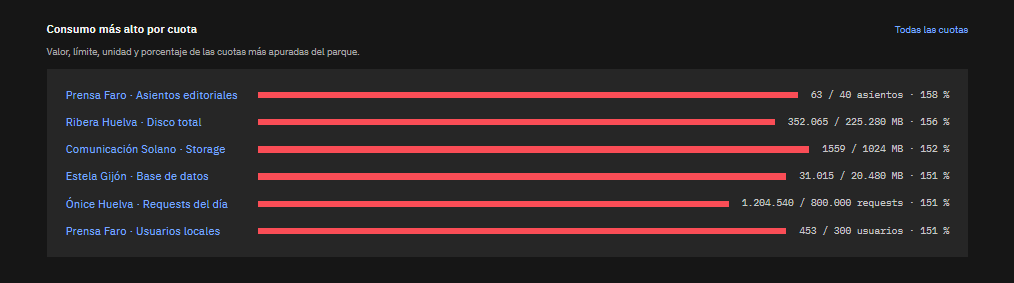 Consumo más alto por cuota
Todas las cuotas
Valor, límite, unidad y porcentaje de las cuotas más apuradas del parque.
Prensa Faro · Asientos editoriales 63 / 40 asientos · 158 %
Ribera Huelva · Disco total 352.065 / 225.280 MB · 156 %
Comunicación Solano · Storage 1559 / 1024 MB · 152 %
Estela Gijón · Base de datos 31.015 / 20.480 MB · 151 %
Ónice Huelva · Requests del día 1.204.540 / 800.000 requests · 151 %
Prensa Faro · Usuarios locales 453 / 300 usuarios · 151 %